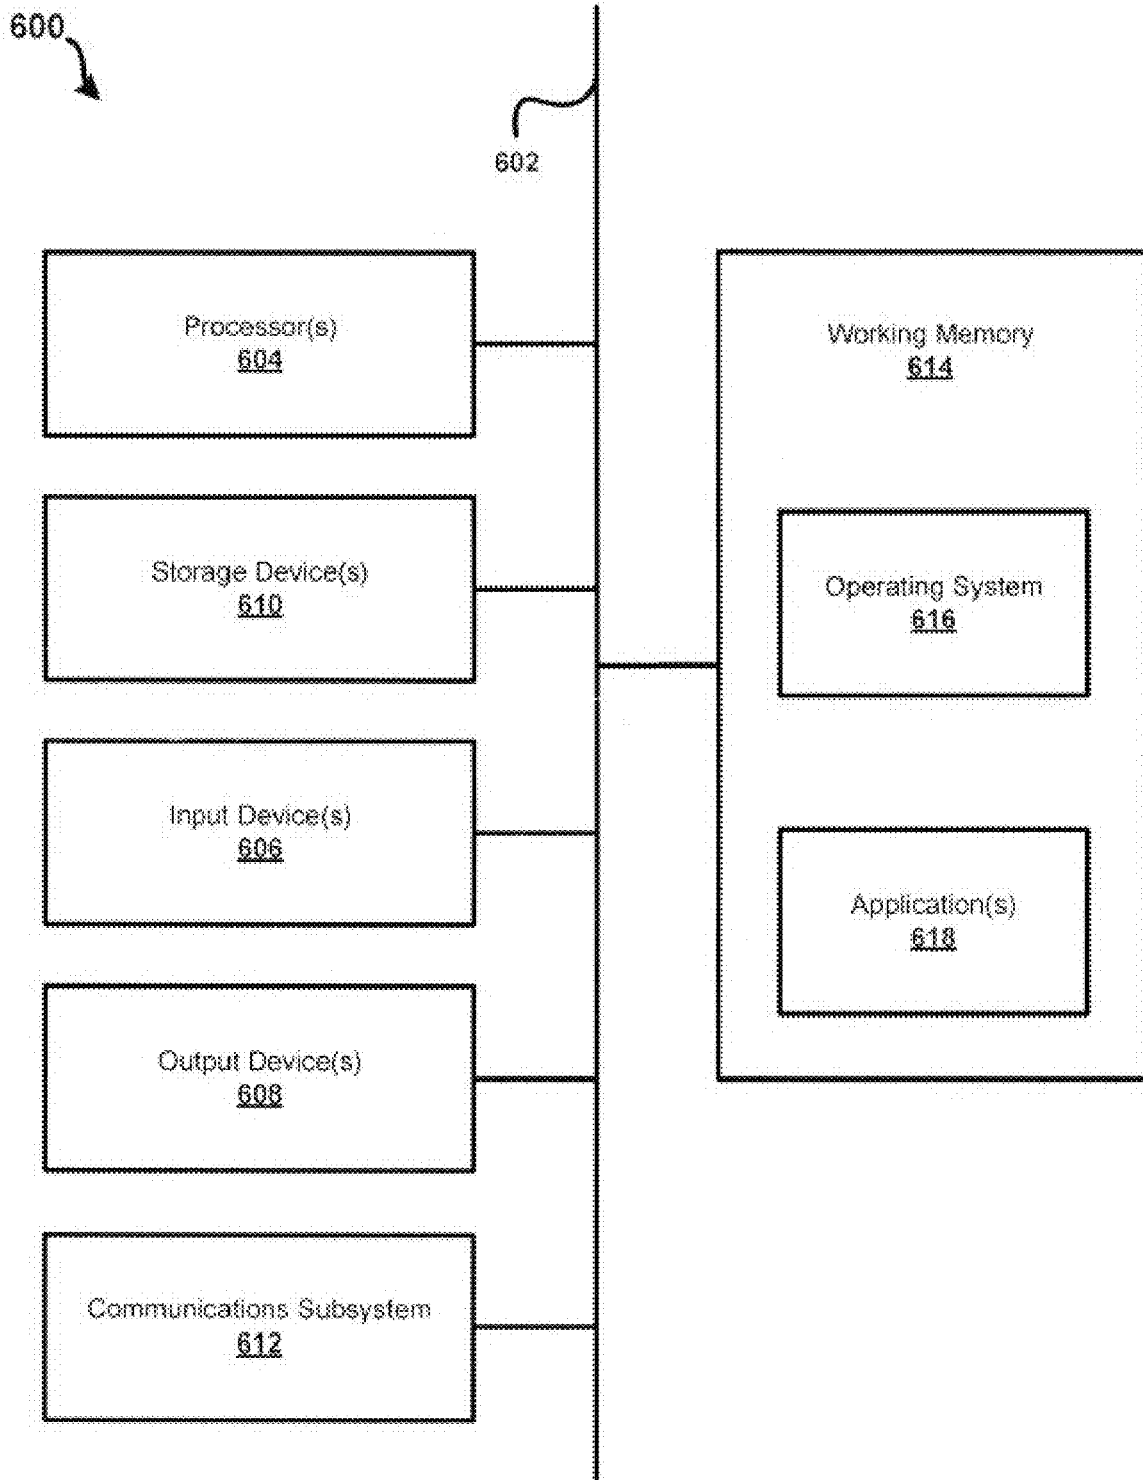 600
602
Processor(s)
604
Storage Device(s)
610
Input Device(s)
606
Output Device(s)
608
Communications Subsystem
612
Working Memory
614
Operating System
616
Application(s)
618